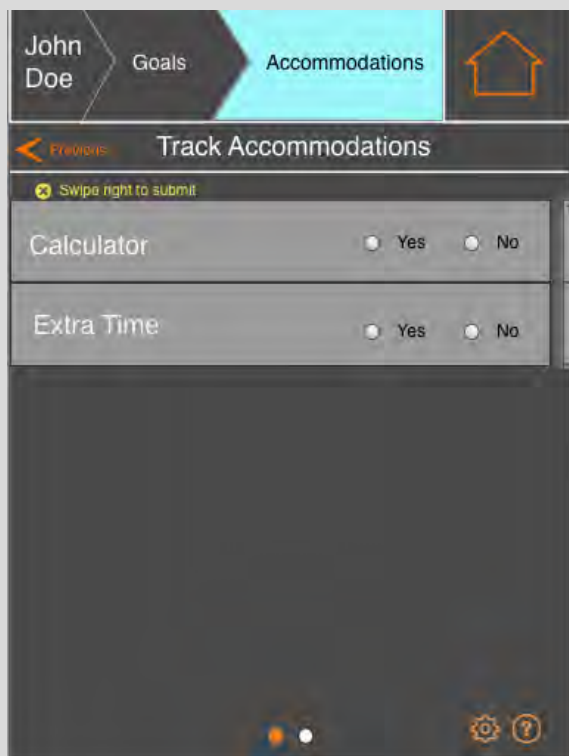 John
Doe
Goals
Accommodations
Previous
Track Accommodations
Swipe right to submit
Calculator Yes No
Extra Time Yes No
?